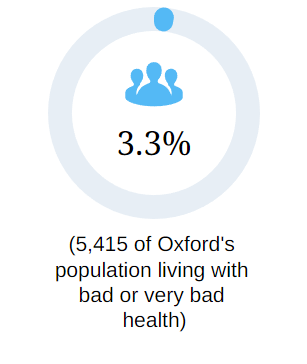 3.3%
(5,415 of Oxford's
population living with
bad or very bad
health)